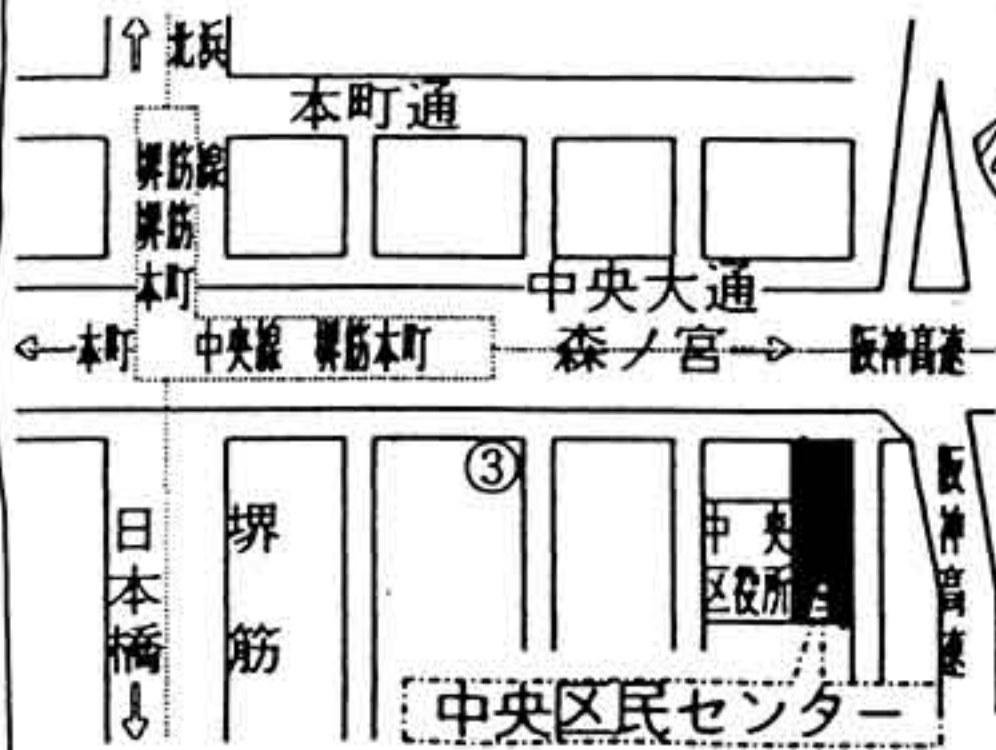 北浜
本町通
堺筋線
堺筋
本町
中央大通
本町
中央線 堺筋本町
森ノ宮
阪神高速
③
日本橋
堺筋
中央
区役所
阪神高速
中央区民センター